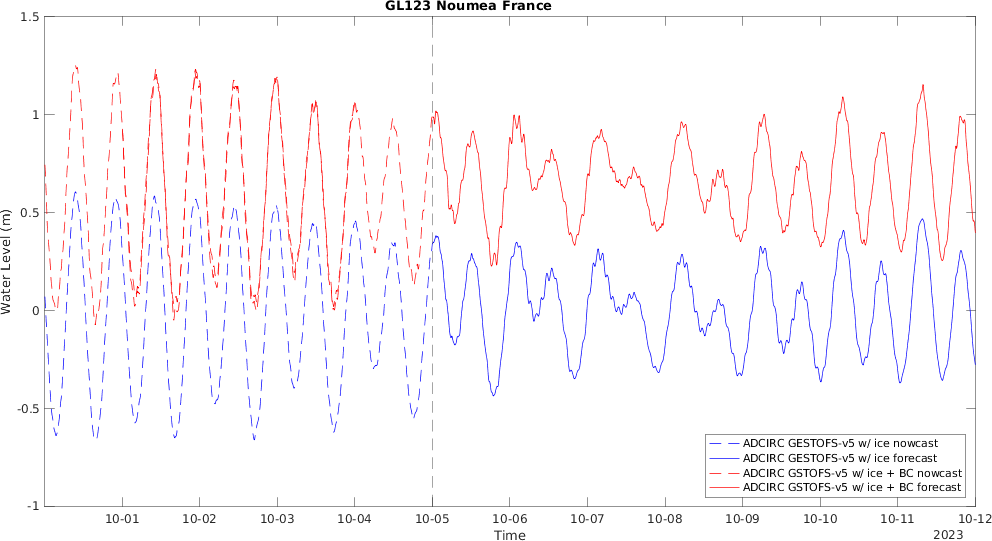 GL123 Noumea France
1.5
1
0.5
0
-0.5
-1
Water Level (m)
10-01 10-02 10-03 10-04 10-05 10-06 10-07 10-08 10-09 10-10 10-11 10-12
Time
2023
ADCIRC GESTOFS-v5 w/ ice nowcast
ADCIRC GESTOFS-v5 w/ ice forecast
ADCIRC GSTOFS-v5 w/ ice + BC nowcast
ADCIRC GSTOFS-v5 w/ ice + BC forecast